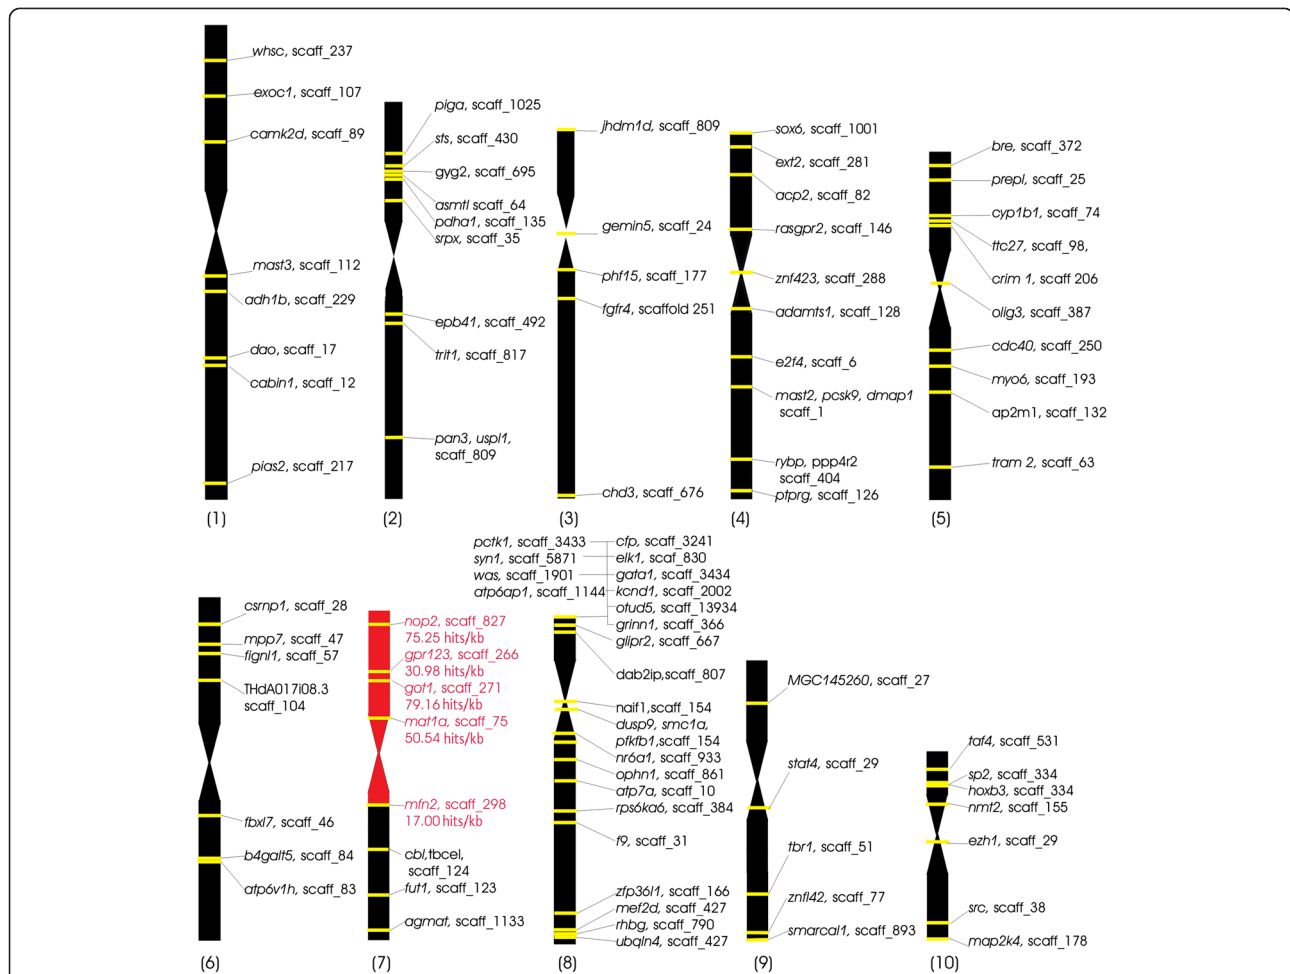 whsc, scaff_237
exoc1, scaff_107
camk2d, scaff_89
mast3, scaff_112
adh1b, scaff_229
dao, scaff_17
cabin1, scaff_12
pias2, scaff_217
(1)
piga, scaff_1025
sts, scaff_430
gyg2, scaff_695
asmtl scaff_64
pdha1, scaff_135
srpx, scaff_35
epb41, scaff_492
trit1, scaff_817
pan3, uspl1,
scaff_809
(2)
jhdm1d, scaff_809
gemin5, scaff_24
phf15, scaff_177
fgfr4, scaffold 251
chd3, scaff_676
(3)
sox6, scaff_1001
ext2, scaff_281
acp2, scaff_82
rasgpr2, scaff_146
znf423, scaff_288
adamts1, scaff_128
e2f4, scaff_6
mast2, pcsk9, dmap1
scaff_1
rybp, ppp4r2
scaff_404
ptprg, scaff_126
(4)
bre, scaff_372
prepl, scaff_25
cyp1b1, scaff_74
ttc27, scaff_98,
crim 1, scaff 206
olig3, scaff_387
cdc40, scaff_250
myo6, scaff_193
ap2m1, scaff_132
tram 2, scaff_63
(5)
csrnp1, scaff_28
mpp7, scaff_47
fignl1, scaff_57
THdA017i08.3
scaff_104
fbxl7, scaff_46
b4galt5, scaff_84
atp6v1h, scaff_83
(6)
nop2, scaff_827
75.25 hits/kb
gpr123, scaff_266
30.98 hits/kb
got1, scaff_271
79.16 hits/kb
mat1a, scaff_75
50.54 hits/kb
mfn2, scaff_298
17.00 hits/kb
cbl,tbcel,
scaff_124
fut1, scaff_123
agmat, scaff_1133
(7)
pctk1, scaff_3433
syn1, scaff_5871
was, scaff_1901
atp6ap1, scaff_1144
cfp, scaff_3241
elk1, scaf_830
gata1, scaff_3434
kcnd1, scaff_2002
otud5, scaff_13934
grinn1, scaff_366
glipr2, scaff_667
dab2ip,scaff_807
naif1,scaff_154
dusp9, smc1a,
pfkfb1,scaff_154
nr6a1, scaff_933
ophn1, scaff_861
atp7a, scaff_10
rps6ka6, scaff_384
f9, scaff_31
zfp36l1, scaff_166
mef2d, scaff_427
rhbg, scaff_790
ubqln4, scaff_427
(8)
MGC145260, scaff_27
stat4, scaff_29
tbr1, scaff_51
znfl42, scaff_77
smarcal1, scaff_893
(9)
taf4, scaff_531
sp2, scaff_334
hoxb3, scaff_334
nmt2, scaff_155
ezh1, scaff_29
src, scaff_38
map2k4, scaff_178
(10)